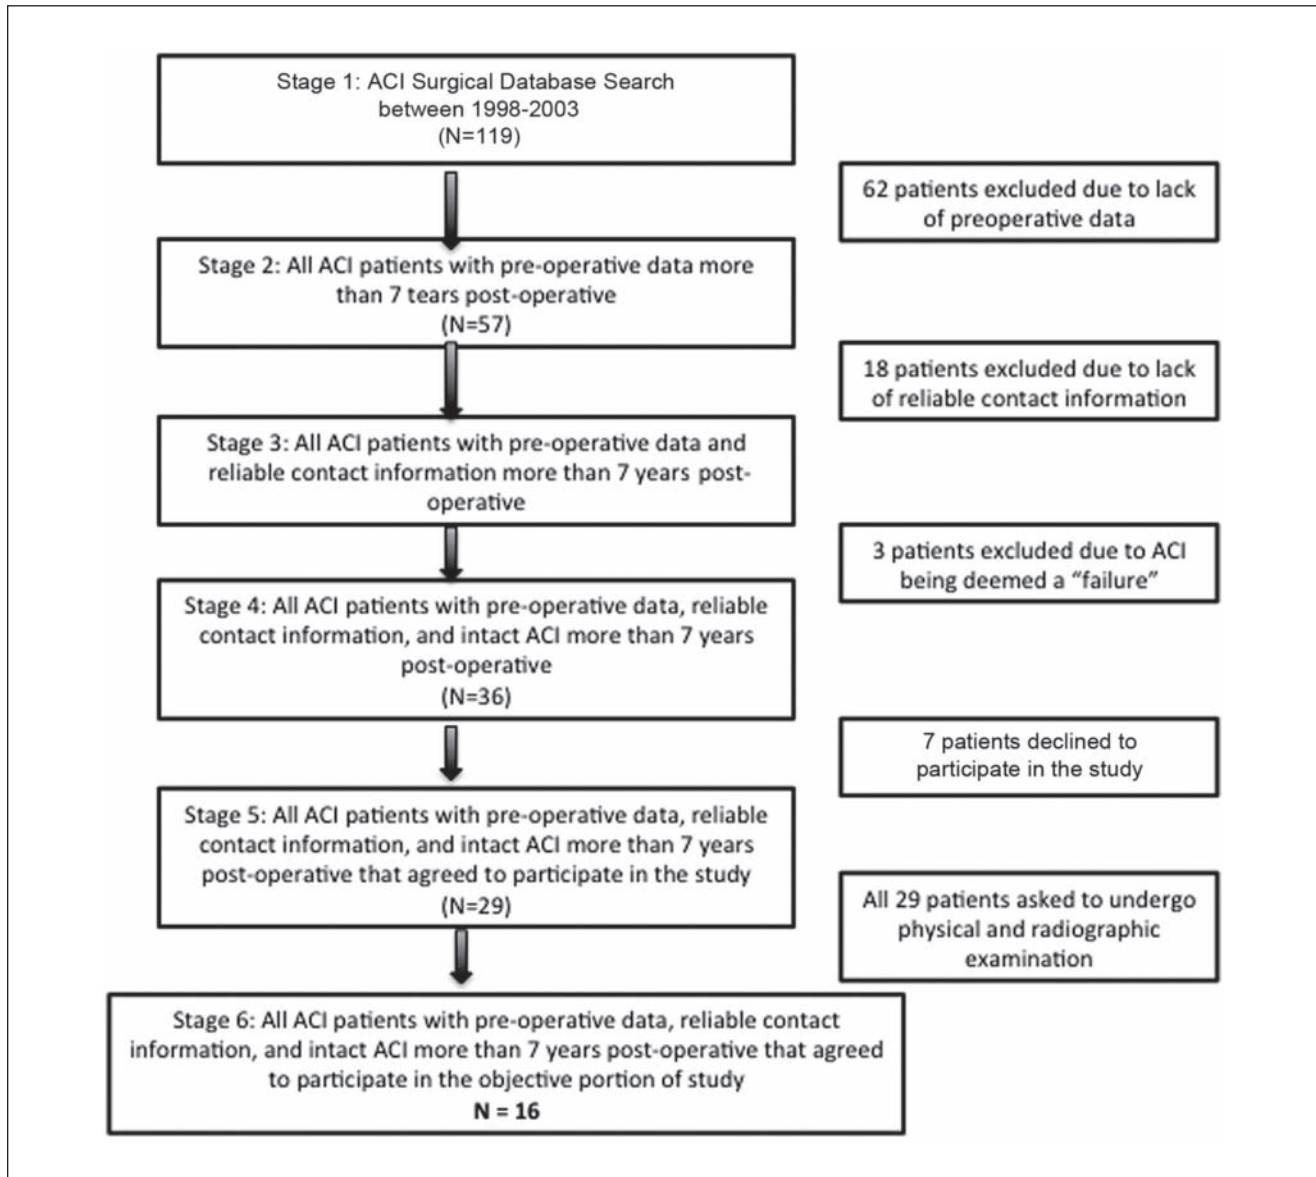 Stage 1: ACI Surgical Database Search
between 1998-2003
(N=119)
62 patients excluded due to lack
of preoperative data
Stage 2: All ACI patients with pre-operative data more
than 7 tears post-operative
(N=57)
18 patients excluded due to lack
of reliable contact information
Stage 3: All ACI patients with pre-operative data and
reliable contact information more than 7 years post-
operative
3 patients excluded due to ACI
being deemed a “failure”
Stage 4: All ACI patients with pre-operative data, reliable
contact information, and intact ACI more than 7 years
post-operative
(N=36)
7 patients declined to
participate in the study
Stage 5: All ACI patients with pre-operative data, reliable
contact information, and intact ACI more than 7 years
post-operative that agreed to participate in the study
(N=29)
All 29 patients asked to undergo
physical and radiographic
examination
Stage 6: All ACI patients with pre-operative data, reliable contact
information, and intact ACI more than 7 years post-operative that agreed
to participate in the objective portion of study
N = 16